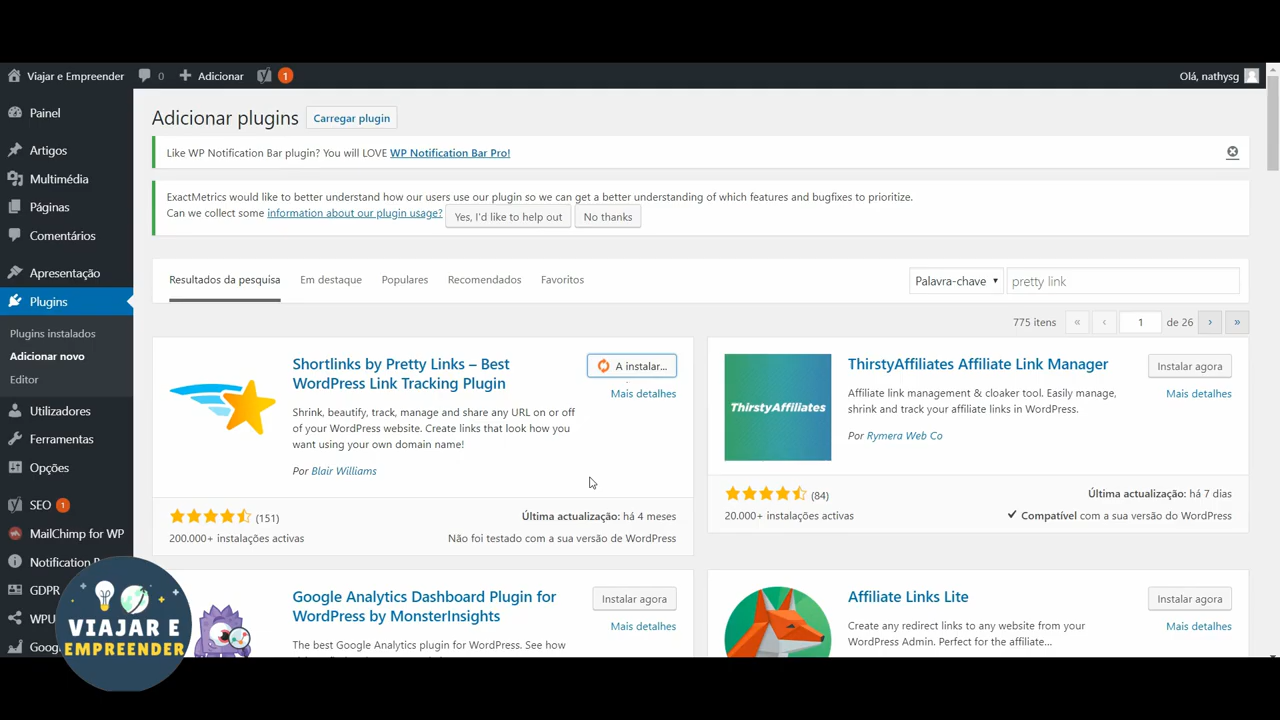 Viajar e Empreender
0
Adicionar
1
Olá, nathysg
Painel
Artigos
Multimédia
Páginas
Comentários
Apresentação
Plugins
Plugins instalados
Adicionar novo
Editor
Utilizadores
Ferramentas
Opções
SEO 1
MailChimp for WP
Notification
GDPR
WPU
Goog
VIAJAR E
EMPREENDER
Adicionar plugins
Carregar plugin
Like WP Notification Bar plugin? You will LOVE WP Notification Bar Pro!
ExactMetrics would like to better understand how our users use our plugin so we can get a better understanding of which features and bugfixes to prioritize.
Can we collect some information about our plugin usage? Yes, I'd like to help out No thanks
Resultados da pesquisa Em destaque Populares Recomendados Favoritos
Palavra-chave
pretty link
775 itens « ‹ 1 de 26 › »
Shortlinks by Pretty Links – Best
WordPress Link Tracking Plugin
A instalar...
Mais detalhes
Shrink, beautify, track, manage and share any URL on or off
of your WordPress website. Create links that look how you
want using your own domain name!
Por Blair Williams
(151)
200.000+ instalações activas
Última actualização: há 4 meses
Não foi testado com a sua versão de WordPress
ThirstyAffiliates
ThirstyAffiliates Affiliate Link Manager
Instalar agora
Mais detalhes
Affiliate link management & cloaker tool. Easily manage,
shrink and track your affiliate links in WordPress.
Por Rymera Web Co
(84)
20.000+ instalações activas
Última actualização: há 7 dias
Compatível com a sua versão do WordPress
Google Analytics Dashboard Plugin for
WordPress by MonsterInsights
Instalar agora
Mais detalhes
The best Google Analytics plugin for WordPress. See how
Affiliate Links Lite
Instalar agora
Mais detalhes
Create any redirect links to any website from your
WordPress Admin. Perfect for the affiliate...